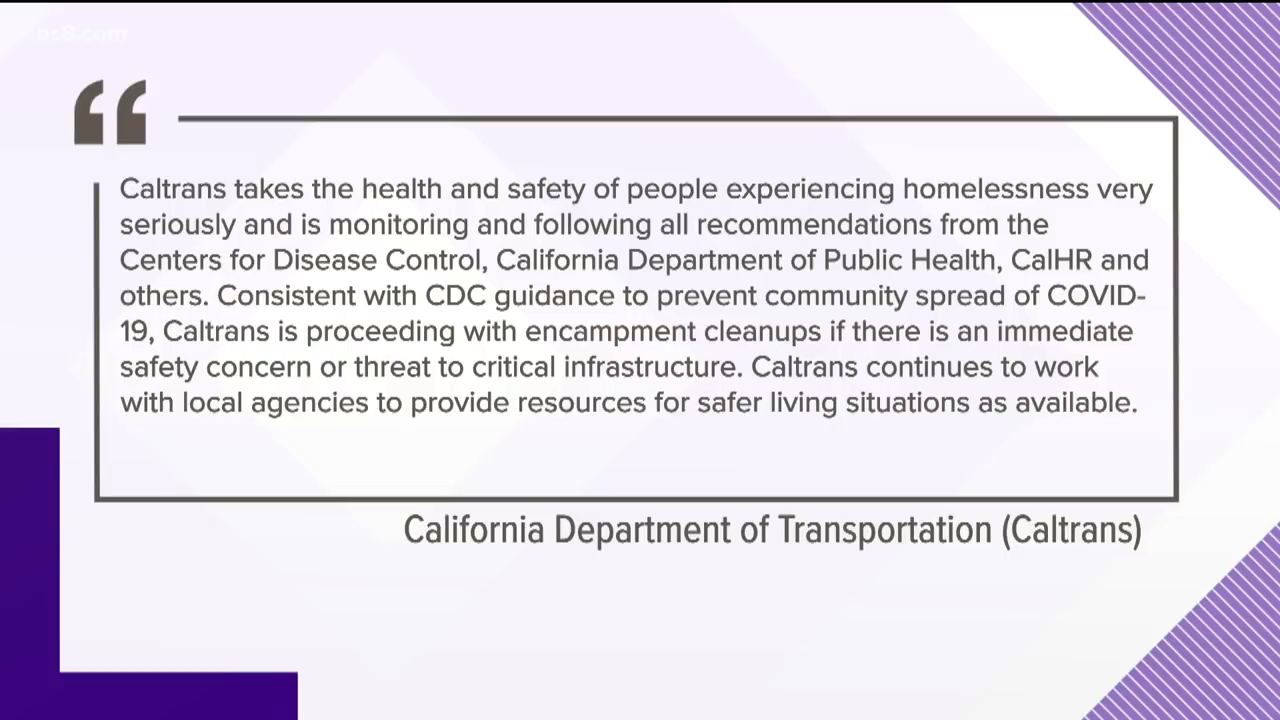 cbs8.com
“
Caltrans takes the health and safety of people experiencing homelessness very
seriously and is monitoring and following all recommendations from the
Centers for Disease Control, California Department of Public Health, CalHR and
others. Consistent with CDC guidance to prevent community spread of COVID-
19, Caltrans is proceeding with encampment cleanups if there is an immediate
safety concern or threat to critical infrastructure. Caltrans continues to work
with local agencies to provide resources for safer living situations as available.
California Department of Transportation (Caltrans)